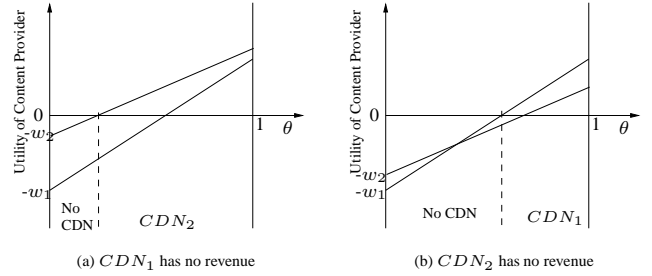 Utility of Content Provider
0
-w₂
-w₁
No
CDN
CDN₂
1
θ
(a) CDN₁ has no revenue
Utility of Content Provider
0
-w₂
-w₁
No CDN
CDN₁
1
θ
(b) CDN₂ has no revenue